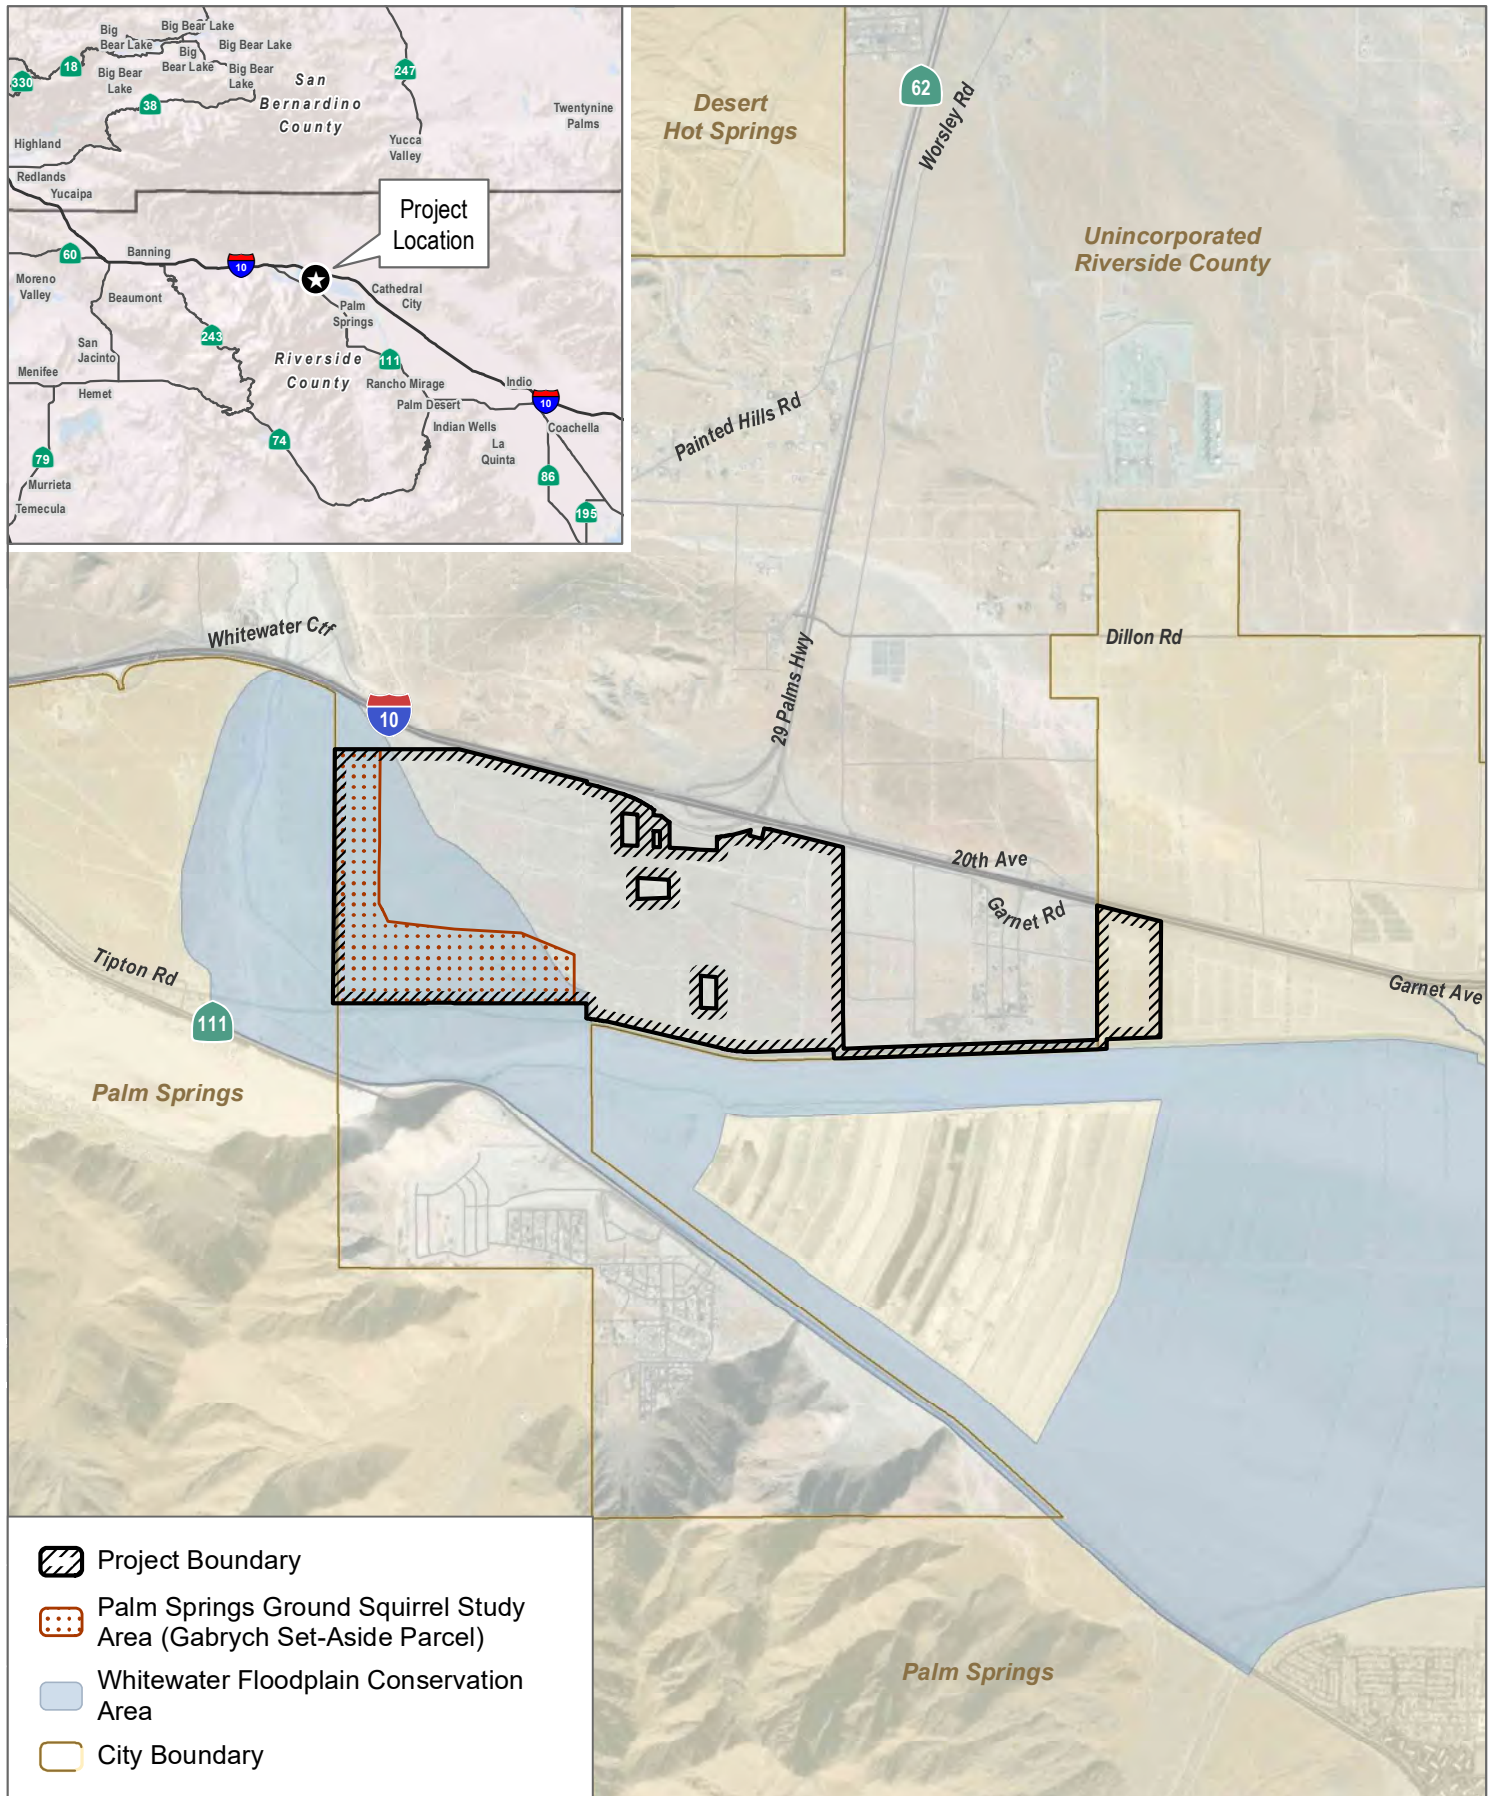 Big
Bear Lake
Big Bear Lake
Big
Bear Lake
Big Bear Lake
Big Bear
Lake
Big Bear
Lake
330
18
38
247
San
Bernardino
County
Twentynine
Palms
Highland
Yucca
Valley
Redlands
Yucaipa
Project
Location
60
Banning
10
Moreno
Valley
Beaumont
Cathedral
City
Palm
Springs
243
San
Jacinto
Riverside
County
111
Menifee
Hemet
Rancho Mirage
Indio
10
Palm Desert
Indian Wells
Coachella
La
Quinta
74
79
86
Murrieta
Temecula
195
Desert
Hot Springs
62
Worsley Rd
Unincorporated
Riverside County
Painted Hills Rd
Whitewater Ctf
Dillon Rd
29 Palms Hwy
10
20th Ave
Garnet Rd
Garnet Ave
Tipton Rd
111
Palm Springs
Palm Springs
Project Boundary
Palm Springs Ground Squirrel Study
Area (Gabrych Set-Aside Parcel)
Whitewater Floodplain Conservation
Area
City Boundary